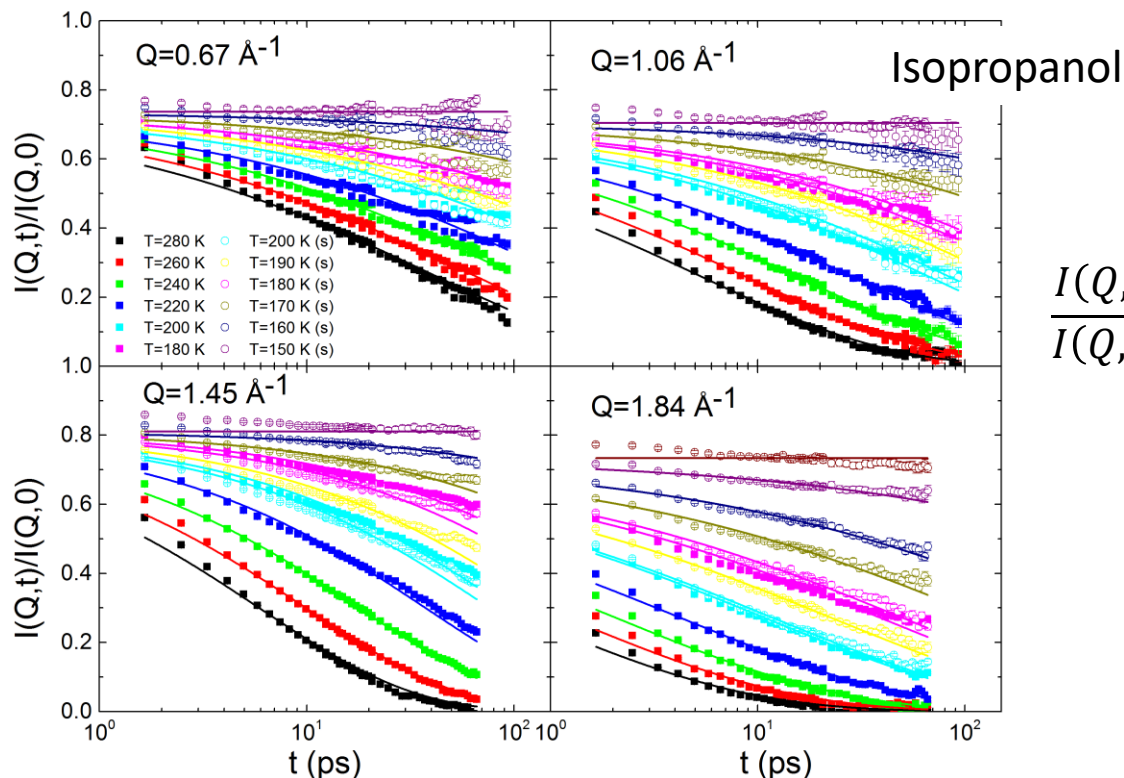 Isopropanol
Q=0.67 Å-1
Q=1.06 Å-1
1.0
0.8
0.6
0.4
0.2
1.0
I(Q,t)/I(Q,0)
T=280 K
T=260 K
T=240 K
T=220 K
T=200 K
T=180 K
T=200 K (s)
T=190 K (s)
T=180 K (s)
T=170 K (s)
T=160 K (s)
T=150 K (s)
I(Q,
I(Q,
Q=1.45 Å-1
Q=1.84 Å-1
0.8
0.6
0.4
0.2
0.0
I(Q,t)/I(Q,0)
10^0
10^1
10^2
10^0
10^1
10^2
t (ps)
t (ps)